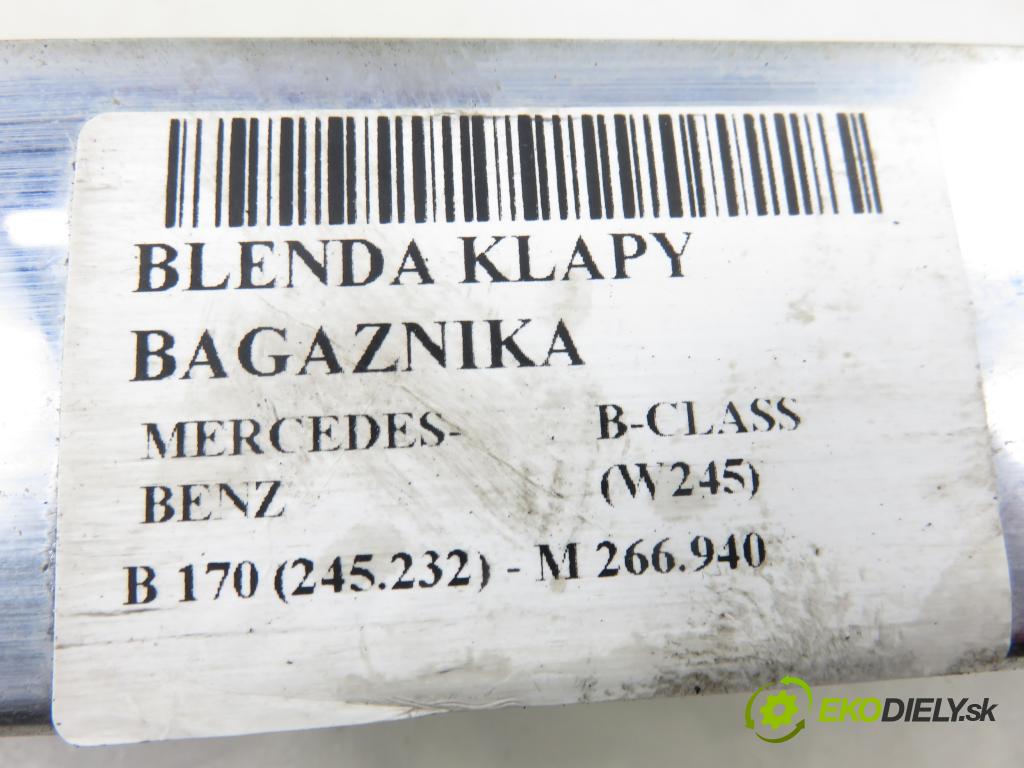 BLENDA KLAPY
BAGAZNIKA
MERCEDES- B-CLASS
BENZ (W245)
B 170 (245.232) - M 266.940
EKODIELY.sk